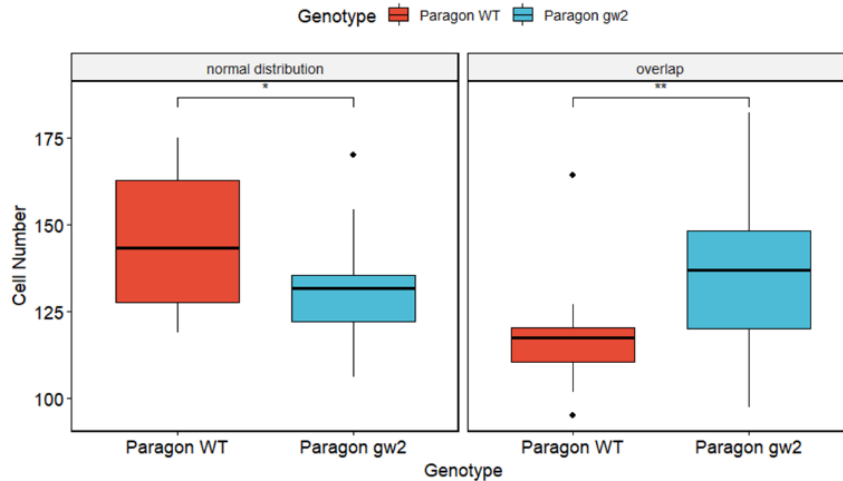 Genotype Paragon WT Paragon gw2
normal distribution
overlap
*
**
Cell Number
175
150
125
100
Paragon WT Paragon gw2
Paragon WT Paragon gw2
Genotype